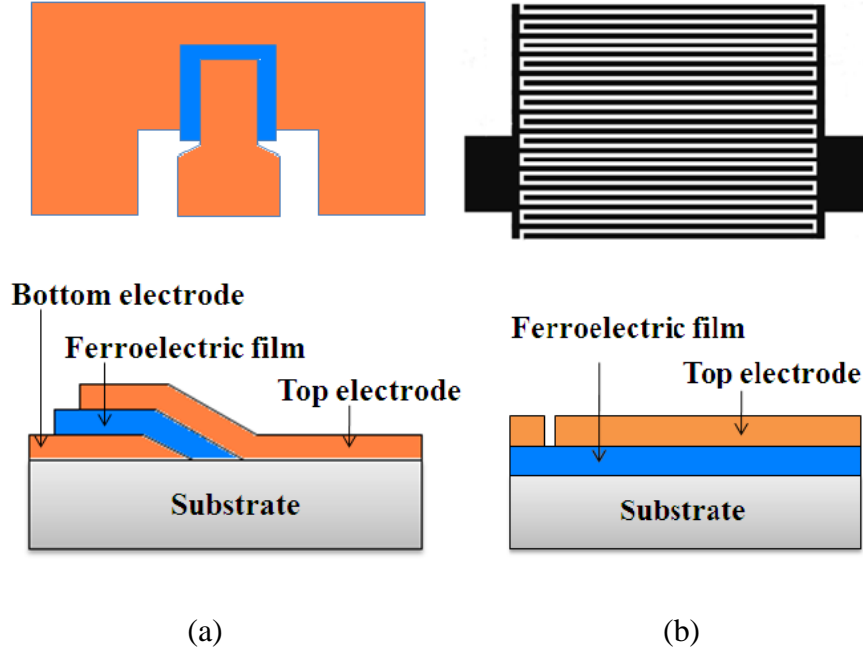 Bottom electrode
Ferroelectric film
Top electrode
Substrate
Ferroelectric film
Top electrode
Substrate
(a)
(b)